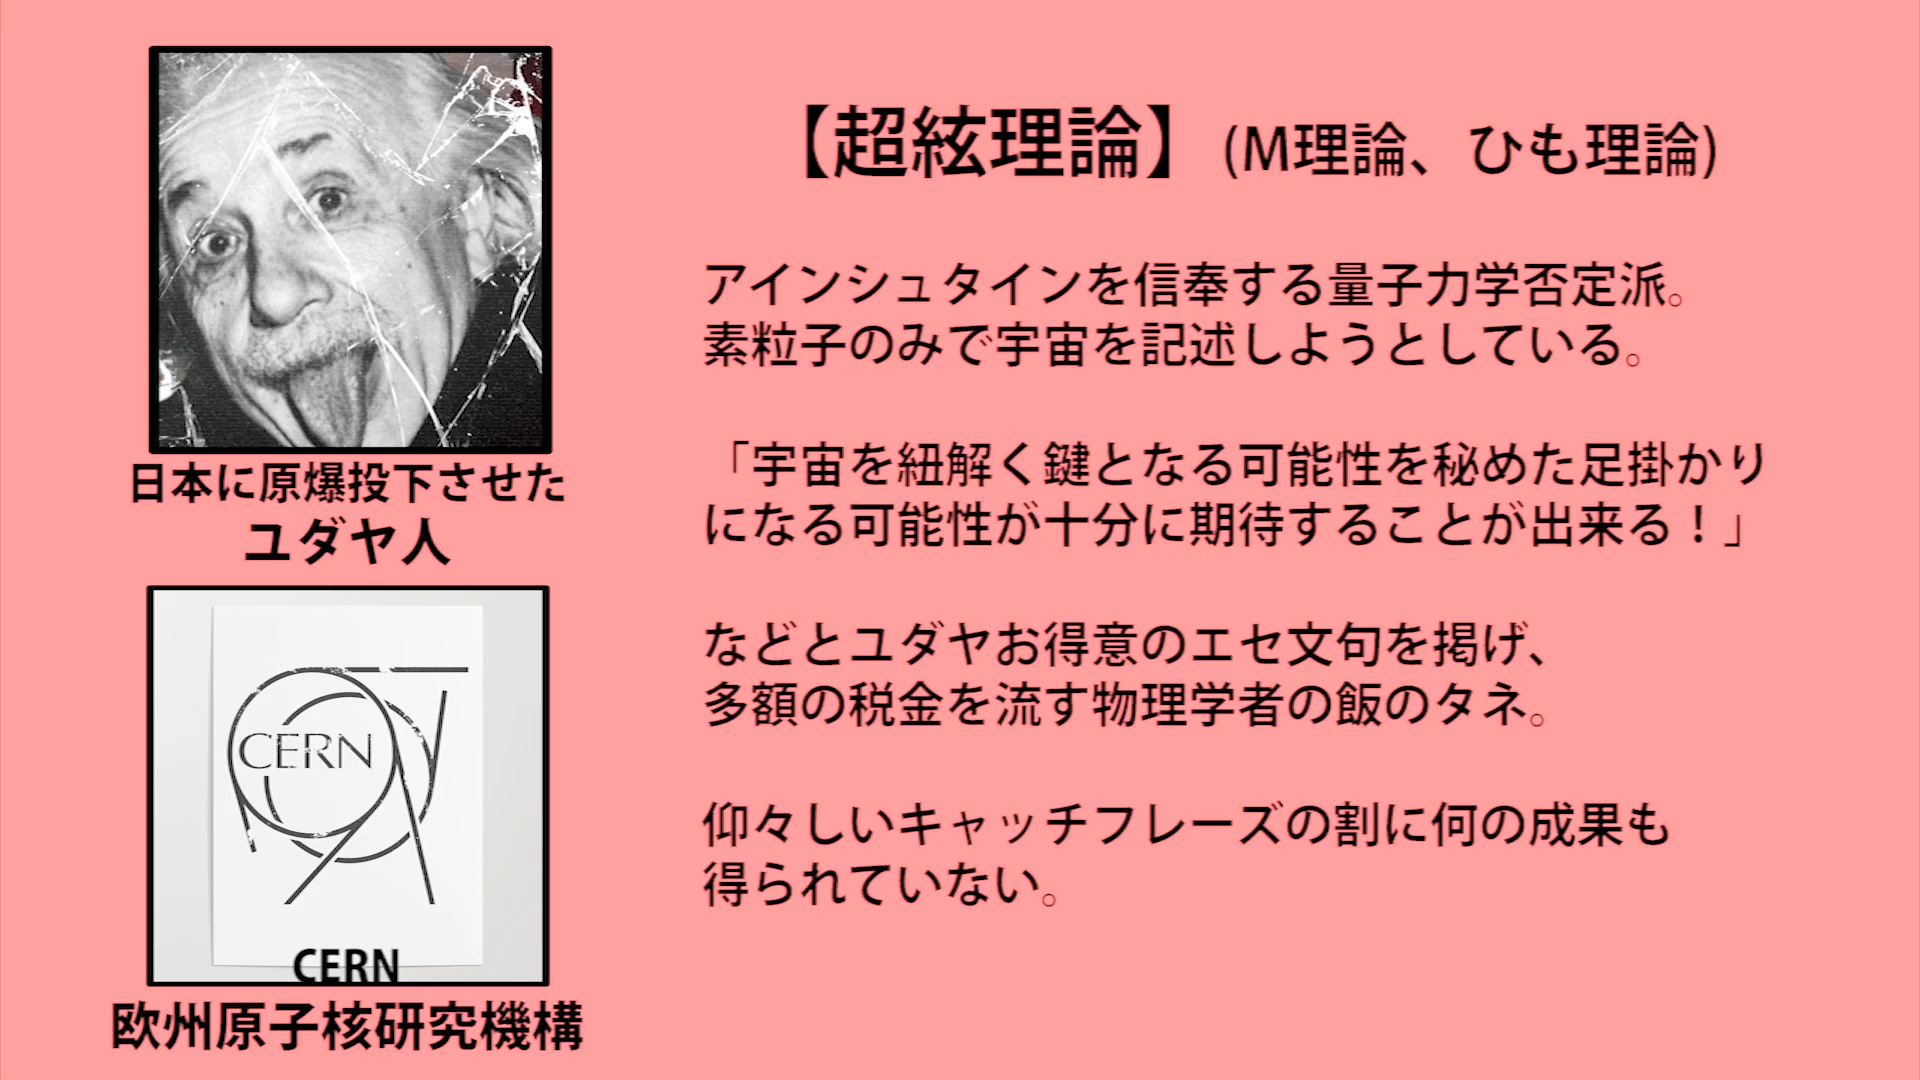 日本に原爆投下させた
ユダヤ人
CERN
CERN
欧州原子核研究機構
【超絃理論】(M理論、ひも理論)
アインシュタインを信奉する量子力学否定派。
素粒子のみで宇宙を記述しようとしている。
「宇宙を紐解く鍵となる可能性を秘めた足掛かり
になる可能性が十分に期待することが出来る！」
などとユダヤお得意のエセ文句を掲げ、
多額の税金を流す物理学者の飯のタネ。
仰々しいキャッチフレーズの割に何の成果も
得られていない。